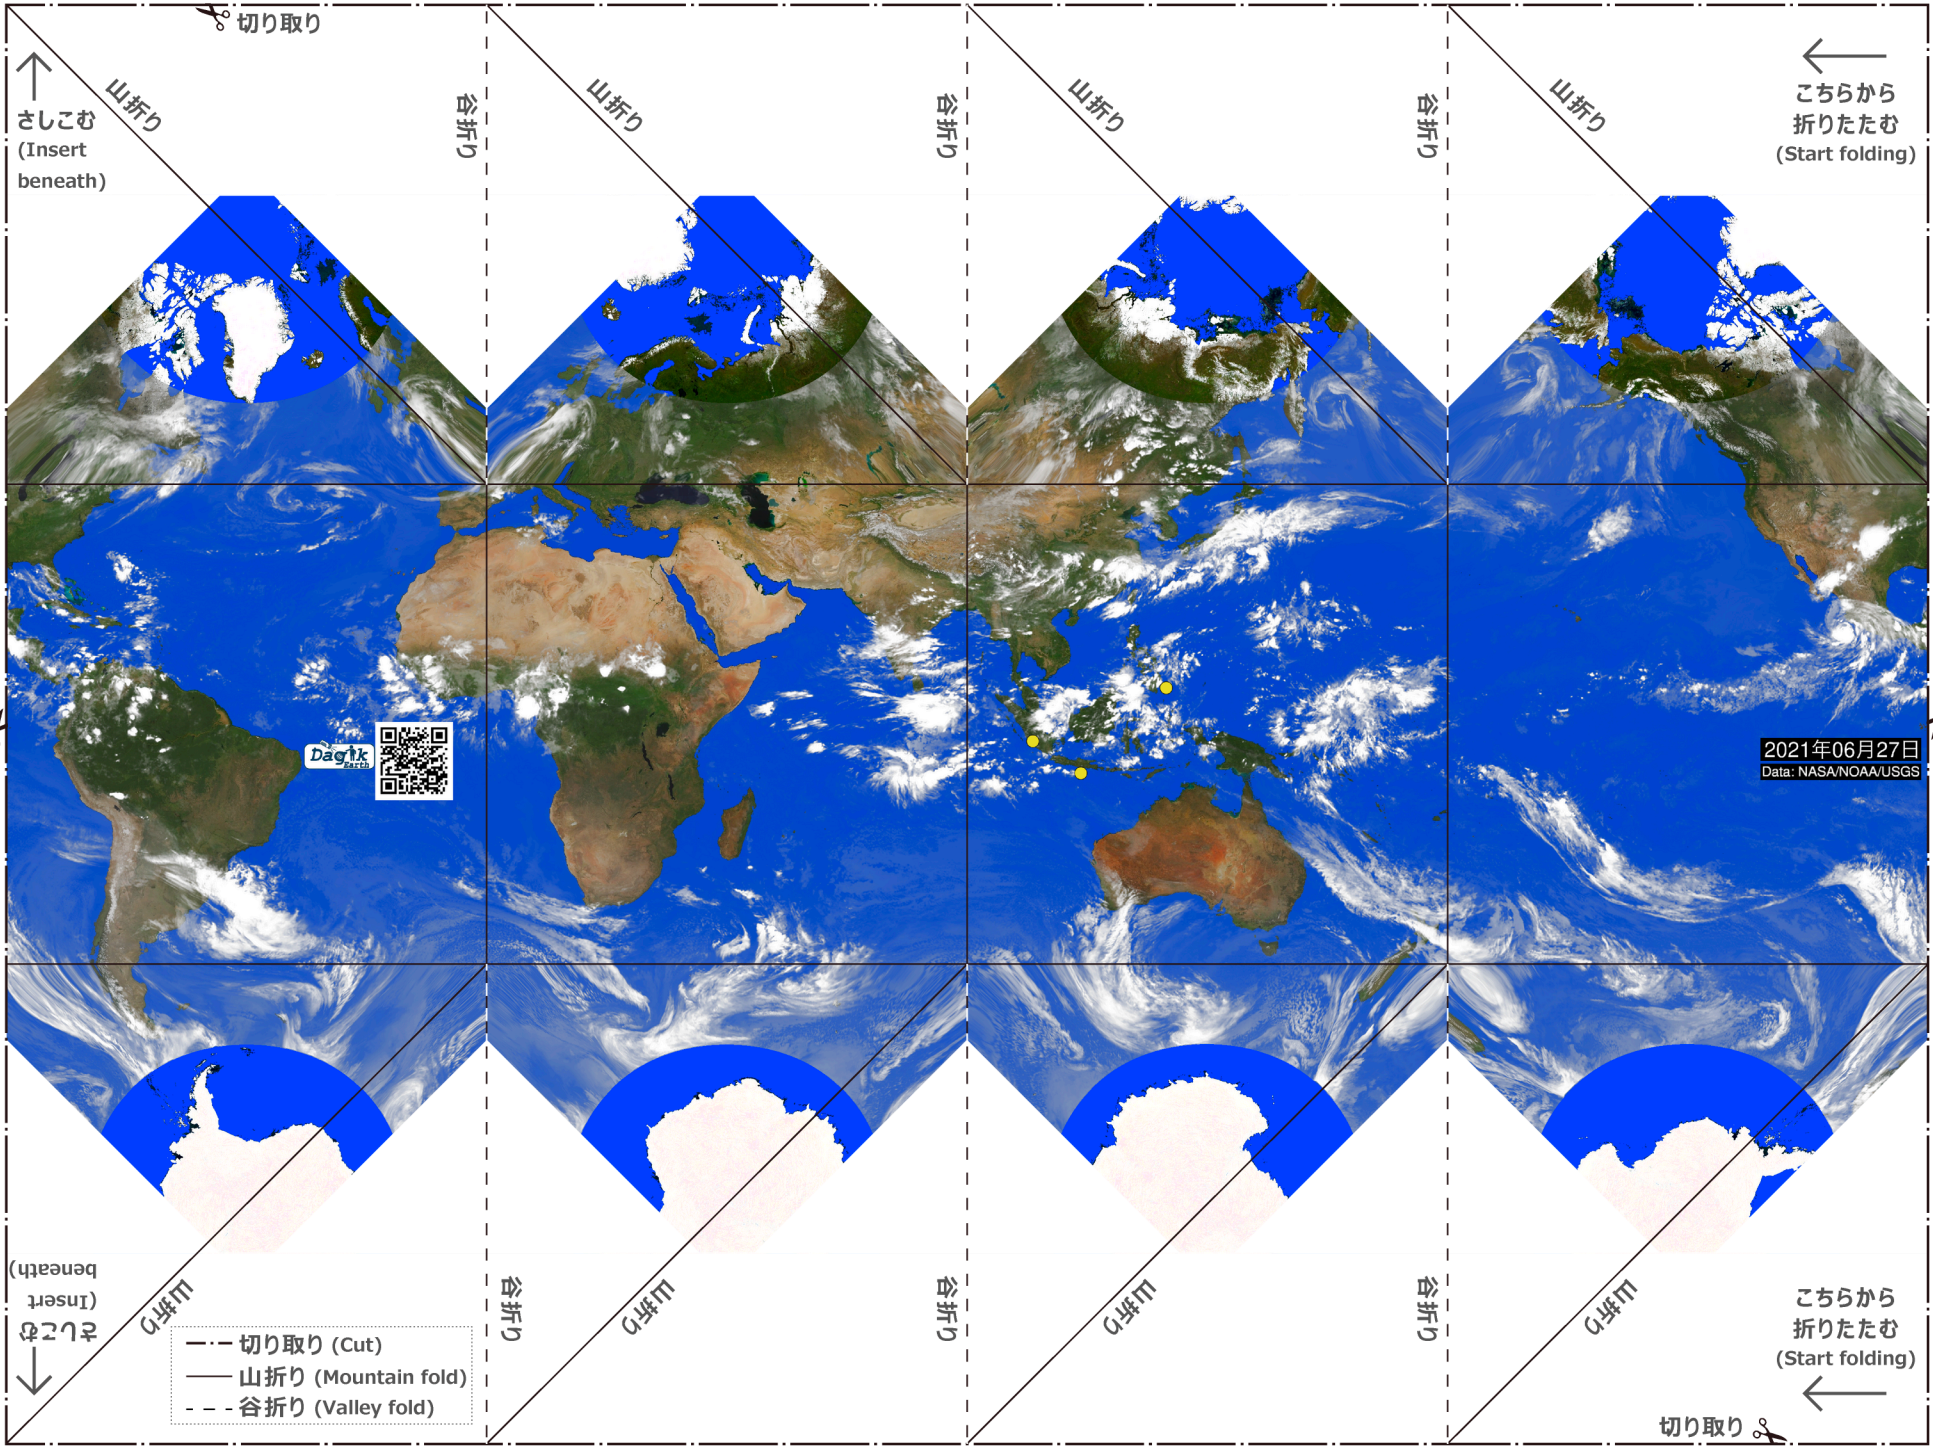 切り取り
山折り
谷折り
山折り
谷折り
山折り
谷折り
山折り
さしこむ
(Insert
beneath)
こちらから
折りたたむ
(Start folding)
Dagik
Earth
2021年06月27日
Data: NASA/NOAA/USGS
さしこむ
(Insert
beneath)
山折り
谷折り
山折り
谷折り
山折り
谷折り
山折り
切り取り (Cut)
山折り (Mountain fold)
谷折り (Valley fold)
こちらから
折りたたむ
(Start folding)
切り取り